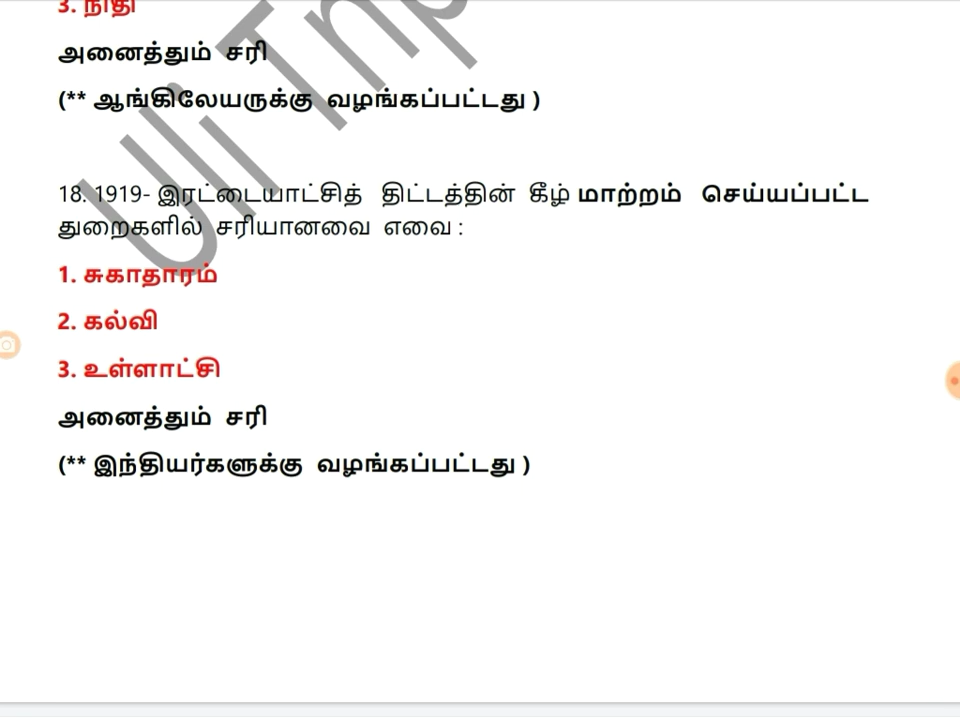 3. நிதி
அனைத்தும் சரி
(** ஆங்கிலேயருக்கு வழங்கப்பட்டது )
18. 1919- இரட்டையாட்சித் திட்டத்தின் கீழ் மாற்றம் செய்யப்பட்ட
துறைகளில் சரியானவை எவை :
1. சுகாதாரம்
2. கல்வி
3. உள்ளாட்சி
அனைத்தும் சரி
(** இந்தியர்களுக்கு வழங்கப்பட்டது )